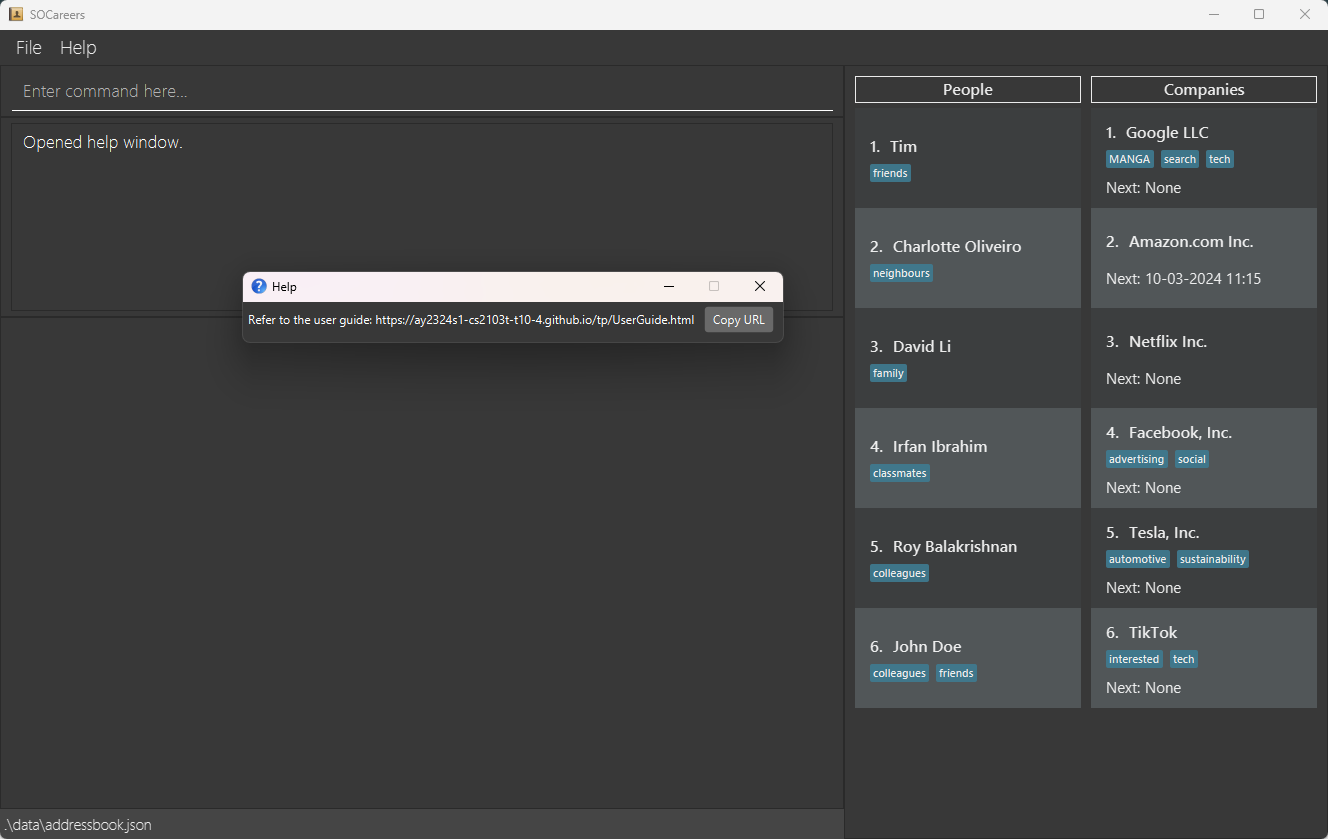 SOCareers
File Help
Enter command here...
Opened help window.
Help
Refer to the user guide: https://ay2324s1-cs2103t-t10-4.github.io/tp/UserGuide.html Copy URL
People
1. Tim
friends
2. Charlotte Oliveiro
neighbours
3. David Li
family
4. Irfan Ibrahim
classmates
5. Roy Balakrishnan
colleagues
6. John Doe
colleagues friends
Companies
1. Google LLC
MANGA search tech
Next: None
2. Amazon.com Inc.
Next: 10-03-2024 11:15
3. Netflix Inc.
Next: None
4. Facebook, Inc.
advertising social
Next: None
5. Tesla, Inc.
automotive sustainability
Next: None
6. TikTok
interested tech
Next: None
.\data\addressbook.json